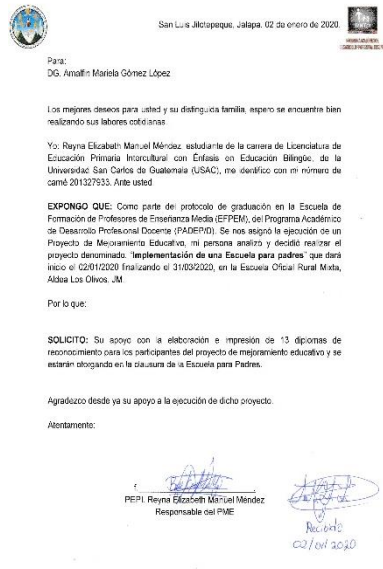 San Luis Jilotepeque, Jalapa, 02 de enero de 2020.
Para:
DG. Amalfin Mariela Gómez López
Los mejores deseos para usted y su distinguida familia, espero se encuentre bien
realizando sus labores cotidianas.
Yo: Reyna Elizabeth Manuel Méndez, estudiante de la carrera de Licenciatura de
Educación Primaria Intercultural con Énfasis en Educación Bilingüe, de la
Universidad San Carlos de Guatemala (USAC), me identifico con mi número de
carné 201327933. Ante usted
EXPONGO QUE: Como parte del protocolo de graduación en la Escuela de
Formación de Profesores de Enseñanza Media (EFPEM), del Programa Académico
de Desarrollo Profesional Docente (PADEP/D). Se nos asignó la ejecución de un
Proyecto de Mejoramiento Educativo, mi persona analizó y decidió realizar el
proyecto denominado. "Implementación de una Escuela para padres" que dará
inicio el 02/01/2020 finalizando el 31/03/2020, en la Escuela Oficial Rural Mixta,
Aldea Los Olivos, JM.
Por lo que:
SOLICITO: Su apoyo con la elaboración e impresión de 13 diplomas de
reconocimiento para los participantes del proyecto de mejoramiento educativo y se
estarán otorgando en la clausura de la Escuela para Padres.
Agradezco desde ya su apoyo a la ejecución de dicho proyecto.
Atentamente:
PEPI. Reyna Elizabeth Manuel Méndez
Responsable del PME
Recibido
02/01/2020